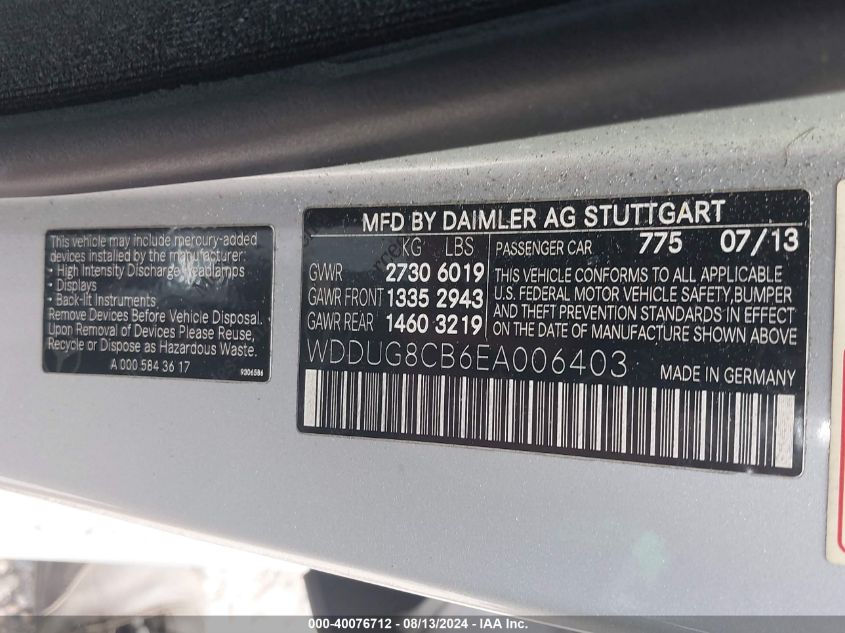 This vehicle may include mercury-added
devices installed by the manufacturer:
· High Intensity Discharge Headlamps
· Displays
· Back-lit Instruments
Remove Devices Before Vehicle Disposal.
Upon Removal of Devices Please Reuse,
Recycle or Dispose as Hazardous Waste.
A 000 584 36 17
9206586
MFD BY DAIMLER AG STUTTGART
KG LBS
GVWR 2730 6019
GAWR FRONT 1335 2943
GAWR REAR 1460 3219
PASSENGER CAR 775 07/13
THIS VEHICLE CONFORMS TO ALL APPLICABLE
U.S. FEDERAL MOTOR VEHICLE SAFETY,BUMPER
AND THEFT PREVENTION STANDARDS IN EFFECT
ON THE DATE OF MANUFACTURE SHOWN ABOVE
WDDUG8CB6EA006403
MADE IN GERMANY
000-40076712 - 08/13/2024 - IAA Inc.